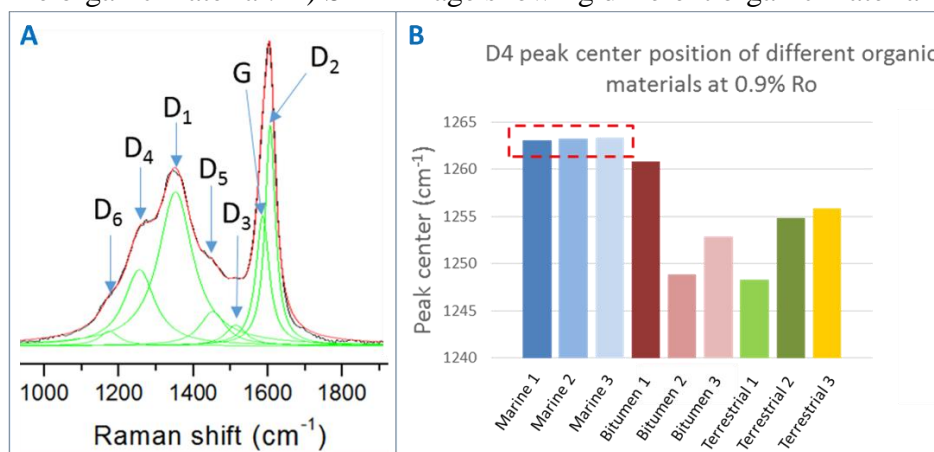 A
G
D2
D1
D4
D5
D6
D3
1000 1200 1400 1600 1800
Raman shift (cm-1)
B
D4 peak center position of different organic
materials at 0.9% Ro
Peak center (cm-1)
1265
1260
1255
1250
1245
1240
Marine 1
Marine 2
Marine 3
Bitumen 1
Bitumen 2
Bitumen 3
Terrestrial 1
Terrestrial 2
Terrestrial 3